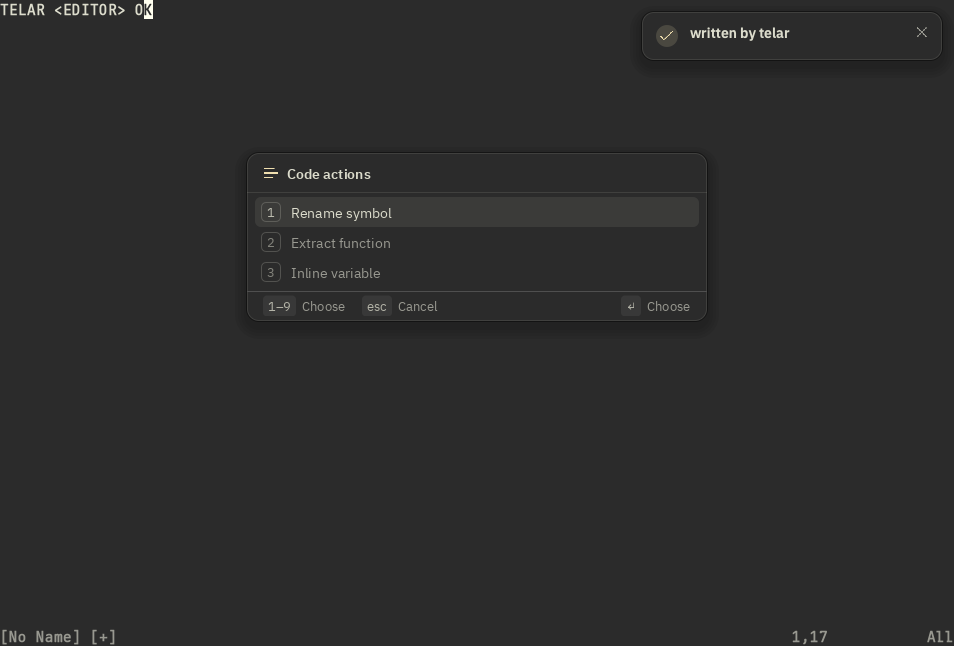 TELAR <EDITOR> OK
written by telar
Code actions
1 Rename symbol
2 Extract function
3 Inline variable
1–9 Choose esc Cancel ↵ Choose
[No Name] [+] 1,17 All